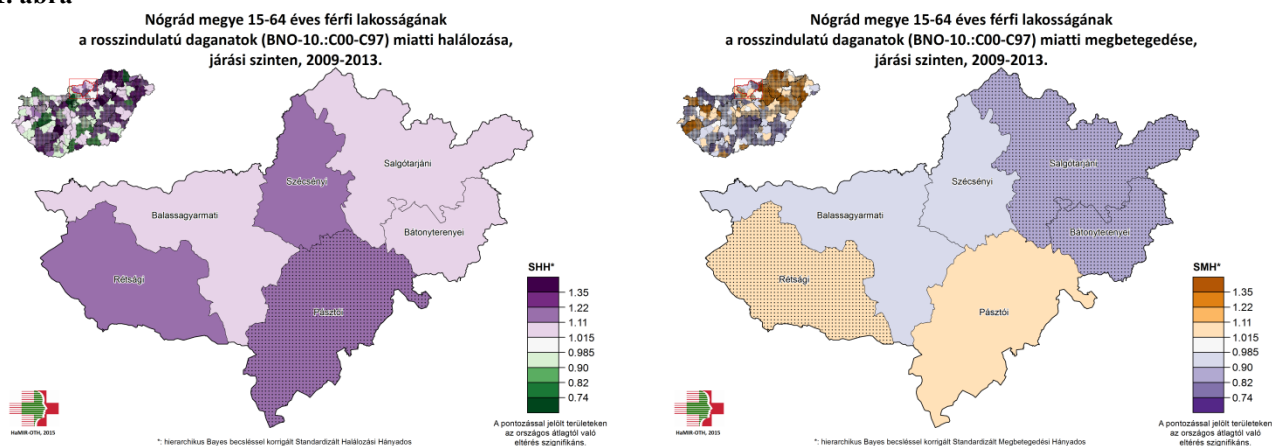 Nógrád megye 15-64 éves férfi lakosságának
a rosszindulatú daganatok (BNO-10.:C00-C97) miatti halálozása,
járási szinten, 2009-2013.
Salgótarjáni
Szécsényi
Balassagyarmati
Bátonyterenyei
Rétsági
Pásztói
SHH*
1.35
1.22
1.11
1.015
0.985
0.90
0.82
0.74
HaMIR-OTH, 2015
A pontozással jelölt területeken
az országos átlagtól való
eltérés szignifikáns.
*: hierarchikus Bayes becsléssel korrigált Standardizált Halálozási Hányados
Nógrád megye 15-64 éves férfi lakosságának
a rosszindulatú daganatok (BNO-10.:C00-C97) miatti megbetegedése,
járási szinten, 2009-2013.
Salgótarjáni
Szécsényi
Balassagyarmati
Bátonyterenyei
Rétsági
Pásztói
SMH*
1.35
1.22
1.11
1.015
0.985
0.90
0.82
0.74
HaMIR-OTH, 2015
A pontozással jelölt területeken
az országos átlagtól való
eltérés szignifikáns.
*: hierarchikus Bayes becsléssel korrigált Standardizált Megbetegedési Hányados